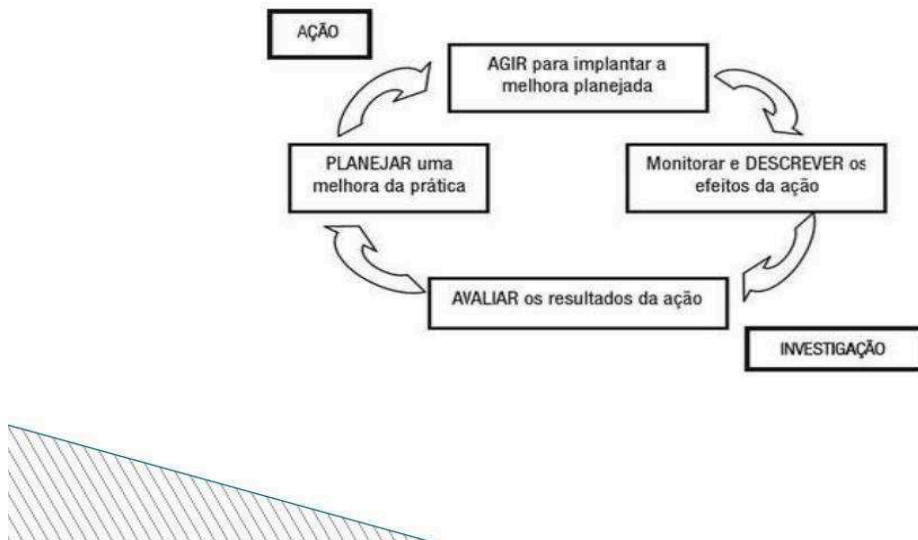 AÇÃO
AGIR para implantar a
melhora planejada
PLANEJAR uma
melhora da prática
Monitorar e DESCREVER os
efeitos da ação
AVALIAR os resultados da ação
INVESTIGAÇÃO